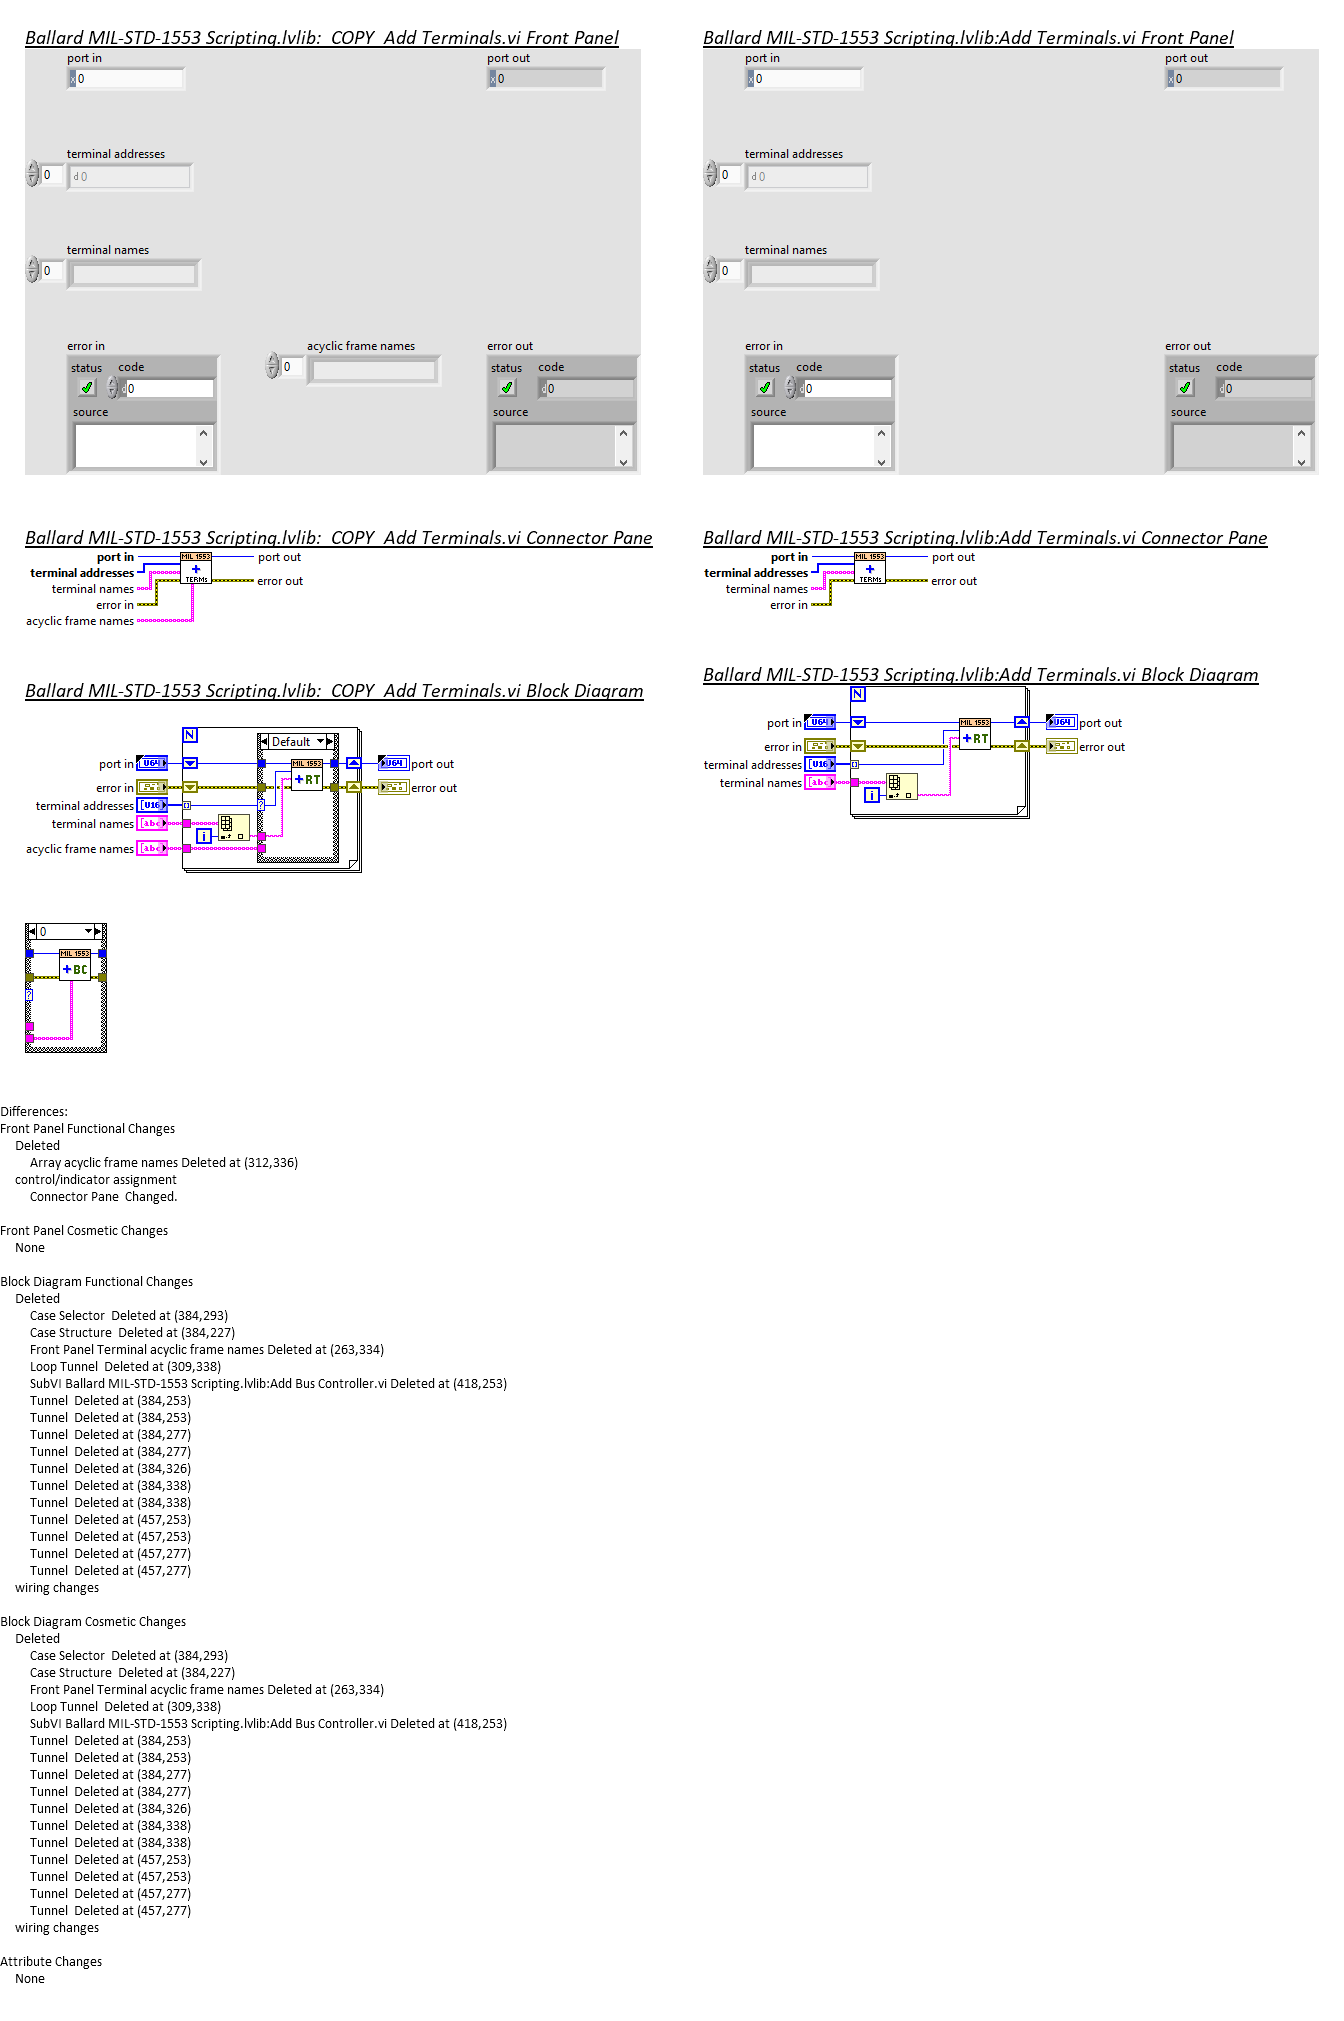 Ballard MIL-STD-1553 Scripting.lvlib:  COPY  Add Terminals.vi Front Panel
port in
x 0
port out
x 0
terminal addresses
0
d 0
terminal names
0
error in
status
code
d 0
source
acyclic frame names
0
error out
status
code
d 0
source
Ballard MIL-STD-1553 Scripting.lvlib:Add Terminals.vi Front Panel
port in
x 0
port out
x 0
terminal addresses
0
d 0
terminal names
0
error in
status
code
d 0
source
error out
status
code
d 0
source
Ballard MIL-STD-1553 Scripting.lvlib:  COPY  Add Terminals.vi Connector Pane
port in
terminal addresses
terminal names
error in
acyclic frame names
MIL 1553
+
TERMs
port out
error out
Ballard MIL-STD-1553 Scripting.lvlib:Add Terminals.vi Connector Pane
port in
terminal addresses
terminal names
error in
MIL 1553
+
TERMs
port out
error out
Ballard MIL-STD-1553 Scripting.lvlib:  COPY  Add Terminals.vi Block Diagram
N
Default
port in
U64
MIL 1553
+RT
U64
port out
error in
error out
terminal addresses
[U16]
[]
?
terminal names
[abc]
i
acyclic frame names
[abc]
Ballard MIL-STD-1553 Scripting.lvlib:Add Terminals.vi Block Diagram
N
port in
U64
MIL 1553
+RT
U64
port out
error in
error out
terminal addresses
[U16]
[]
terminal names
[abc]
i
0
MIL 1553
+BC
?
Differences:
Front Panel Functional Changes
Deleted
Array acyclic frame names Deleted at (312,336)
control/indicator assignment
Connector Pane  Changed.
Front Panel Cosmetic Changes
None
Block Diagram Functional Changes
Deleted
Case Selector  Deleted at (384,293)
Case Structure  Deleted at (384,227)
Front Panel Terminal acyclic frame names Deleted at (263,334)
Loop Tunnel  Deleted at (309,338)
SubVI Ballard MIL-STD-1553 Scripting.lvlib:Add Bus Controller.vi Deleted at (418,253)
Tunnel  Deleted at (384,253)
Tunnel  Deleted at (384,253)
Tunnel  Deleted at (384,277)
Tunnel  Deleted at (384,277)
Tunnel  Deleted at (384,326)
Tunnel  Deleted at (384,338)
Tunnel  Deleted at (384,338)
Tunnel  Deleted at (457,253)
Tunnel  Deleted at (457,253)
Tunnel  Deleted at (457,277)
Tunnel  Deleted at (457,277)
wiring changes
Block Diagram Cosmetic Changes
Deleted
Case Selector  Deleted at (384,293)
Case Structure  Deleted at (384,227)
Front Panel Terminal acyclic frame names Deleted at (263,334)
Loop Tunnel  Deleted at (309,338)
SubVI Ballard MIL-STD-1553 Scripting.lvlib:Add Bus Controller.vi Deleted at (418,253)
Tunnel  Deleted at (384,253)
Tunnel  Deleted at (384,253)
Tunnel  Deleted at (384,277)
Tunnel  Deleted at (384,277)
Tunnel  Deleted at (384,326)
Tunnel  Deleted at (384,338)
Tunnel  Deleted at (384,338)
Tunnel  Deleted at (457,253)
Tunnel  Deleted at (457,253)
Tunnel  Deleted at (457,277)
Tunnel  Deleted at (457,277)
wiring changes
Attribute Changes
None